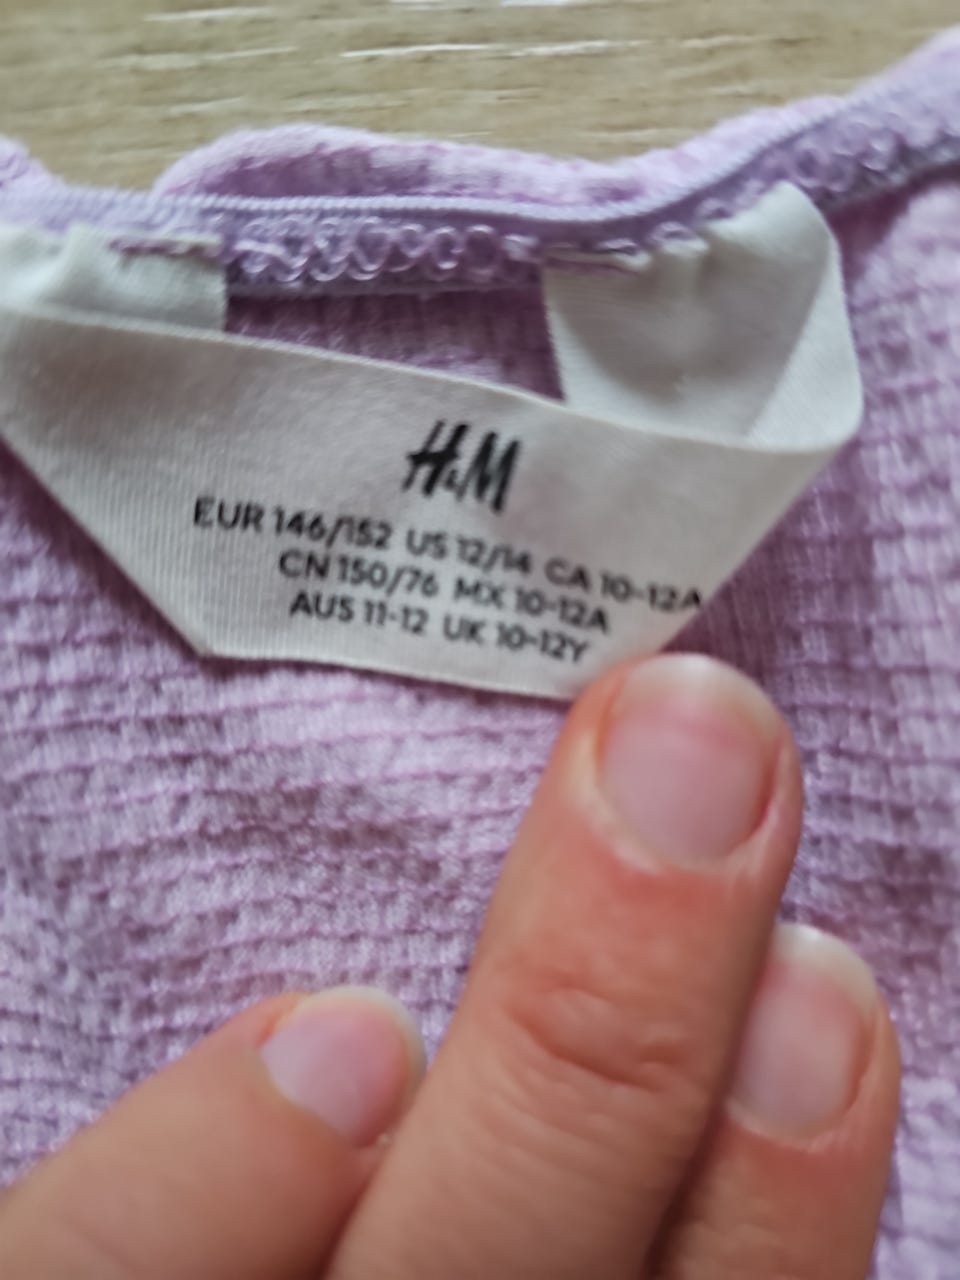 H&M
EUR 146/152 US 12/14 CA 10-12A
CN 150/76 MX 10-12A
AUS 11-12 UK 10-12Y